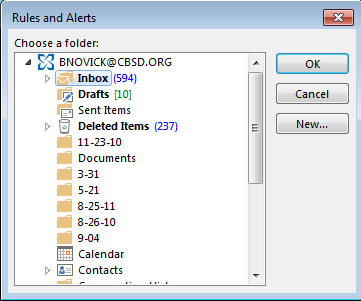 Rules and Alerts
Choose a folder:
BNOVICK@CBSD.ORG
Inbox (594)
Drafts [10]
Sent Items
Deleted Items (237)
11-23-10
Documents
3-31
5-21
8-25-11
8-26-10
9-04
Calendar
Contacts
OK
Cancel
New...